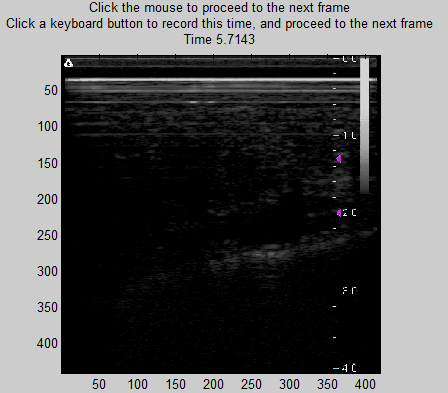 Click the mouse to proceed to the next frame
Click a keyboard button to record this time, and proceed to the next frame
Time 5.7143
50
100
150
200
250
300
350
400
50 100 150 200 250 300 350 400